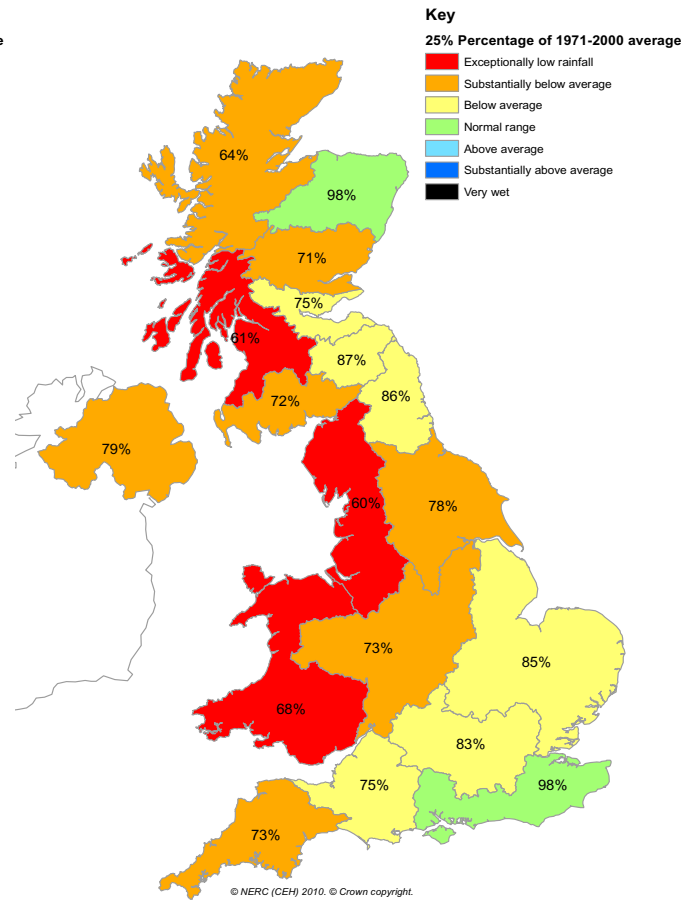 Key
e
25% Percentage of 1971-2000 average
Exceptionally low rainfall
Substantially below average
Below average
Normal range
Above average
Substantially above average
Very wet
64%
98%
71%
75%
61%
87%
72%
86%
79%
60%
78%
73%
85%
68%
83%
75%
98%
73%
© NERC (CEH) 2010. © Crown copyright.